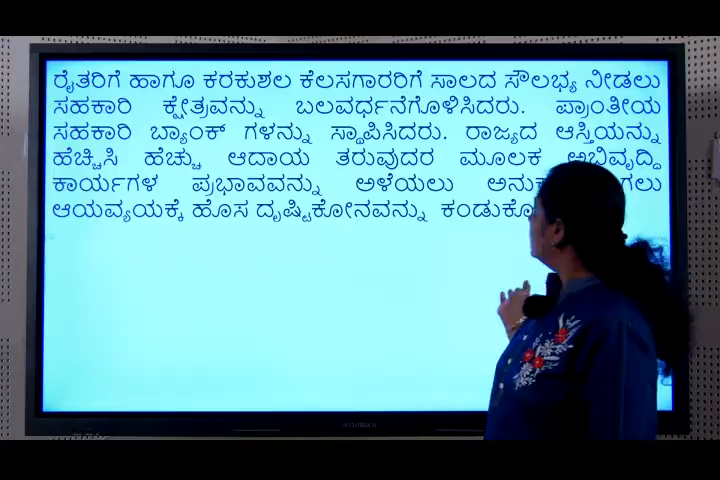 ರೈತರಿಗೆ ಹಾಗೂ ಕರಕುಶಲ ಕೆಲಸಗಾರರಿಗೆ ಸಾಲದ ಸೌಲಭ್ಯ ನೀಡಲು
ಸಹಕಾರಿ ಕ್ಷೇತ್ರವನ್ನು ಬಲವರ್ಧನೆಗೊಳಿಸಿದರು. ಪ್ರಾಂತೀಯ
ಸಹಕಾರಿ ಬ್ಯಾಂಕ್ ಗಳನ್ನು ಸ್ಥಾಪಿಸಿದರು. ರಾಜ್ಯದ ಆಸ್ತಿಯನ್ನು
ಹೆಚ್ಚಿಸಿ ಹೆಚ್ಚು ಆದಾಯ ತರುವುದರ ಮೂಲಕ ಅಭಿವೃದ್ಧಿ
ಕಾರ್ಯಗಳ ಪ್ರಭಾವವನ್ನು ಅಳೆಯಲು
ಆಯವ್ಯಯಕ್ಕೆ ಹೊಸ ದೃಷ್ಟಿಕೋನವನ್ನು